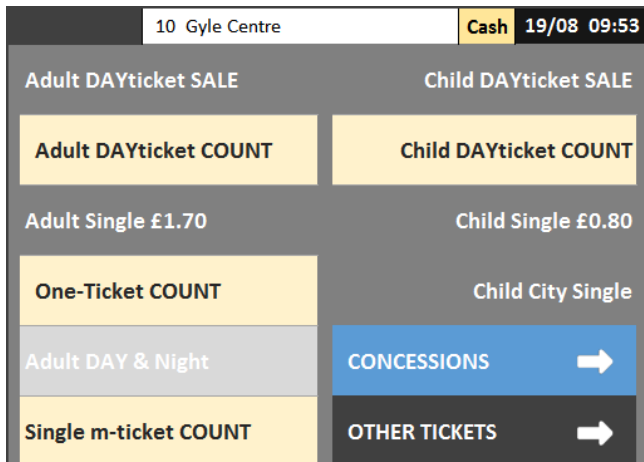 10 Gyle Centre Cash 19/08 09:53
Adult DAYticket SALE Child DAYticket SALE
Adult DAYticket COUNT Child DAYticket COUNT
Adult Single £1.70 Child Single £0.80
One-Ticket COUNT Child City Single
Adult DAY & Night CONCESSIONS
Single m-ticket COUNT OTHER TICKETS